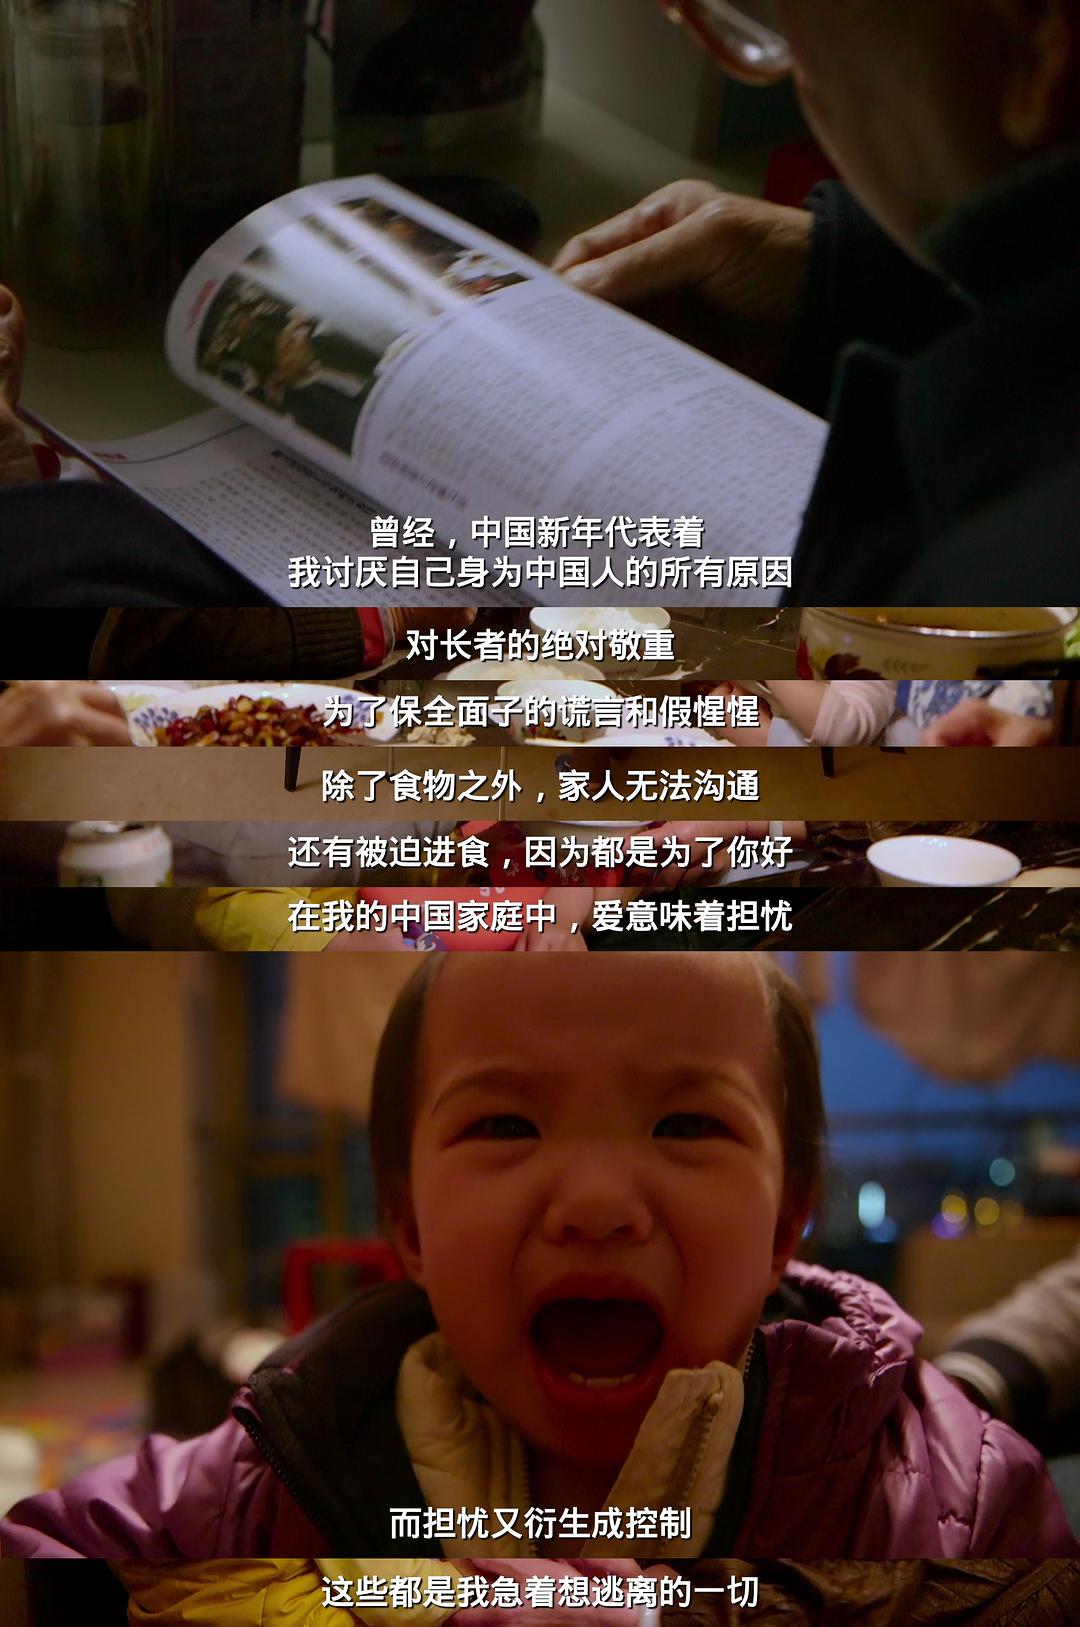 曾经，中国新年代表着
我讨厌自己身为中国人的所有原因
对长者的绝对敬重
为了保全面子的谎言和假惺惺
除了食物之外，家人无法沟通
还有被迫进食，因为都是为了你好
在我的中国家庭中，爱意味着担忧
而担忧又衍生成控制
这些都是我急着想逃离的一切